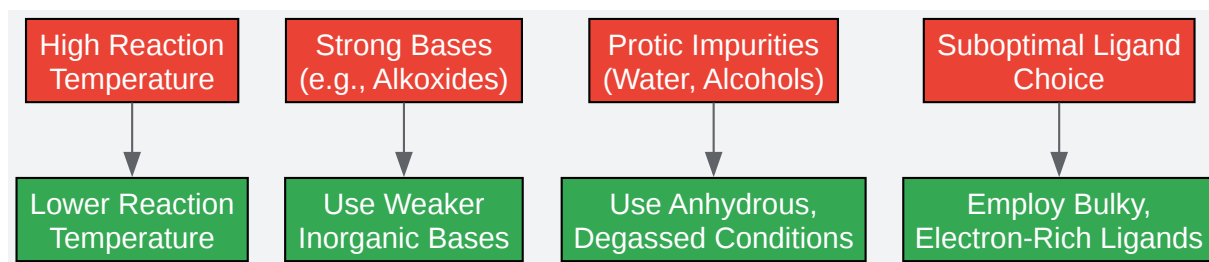 High Reaction
Temperature
Strong Bases
(e.g., Alkoxides)
Protic Impurities
(Water, Alcohols)
Suboptimal Ligand
Choice
Lower Reaction
Temperature
Use Weaker
Inorganic Bases
Use Anhydrous,
Degassed Conditions
Employ Bulky,
Electron-Rich Ligands